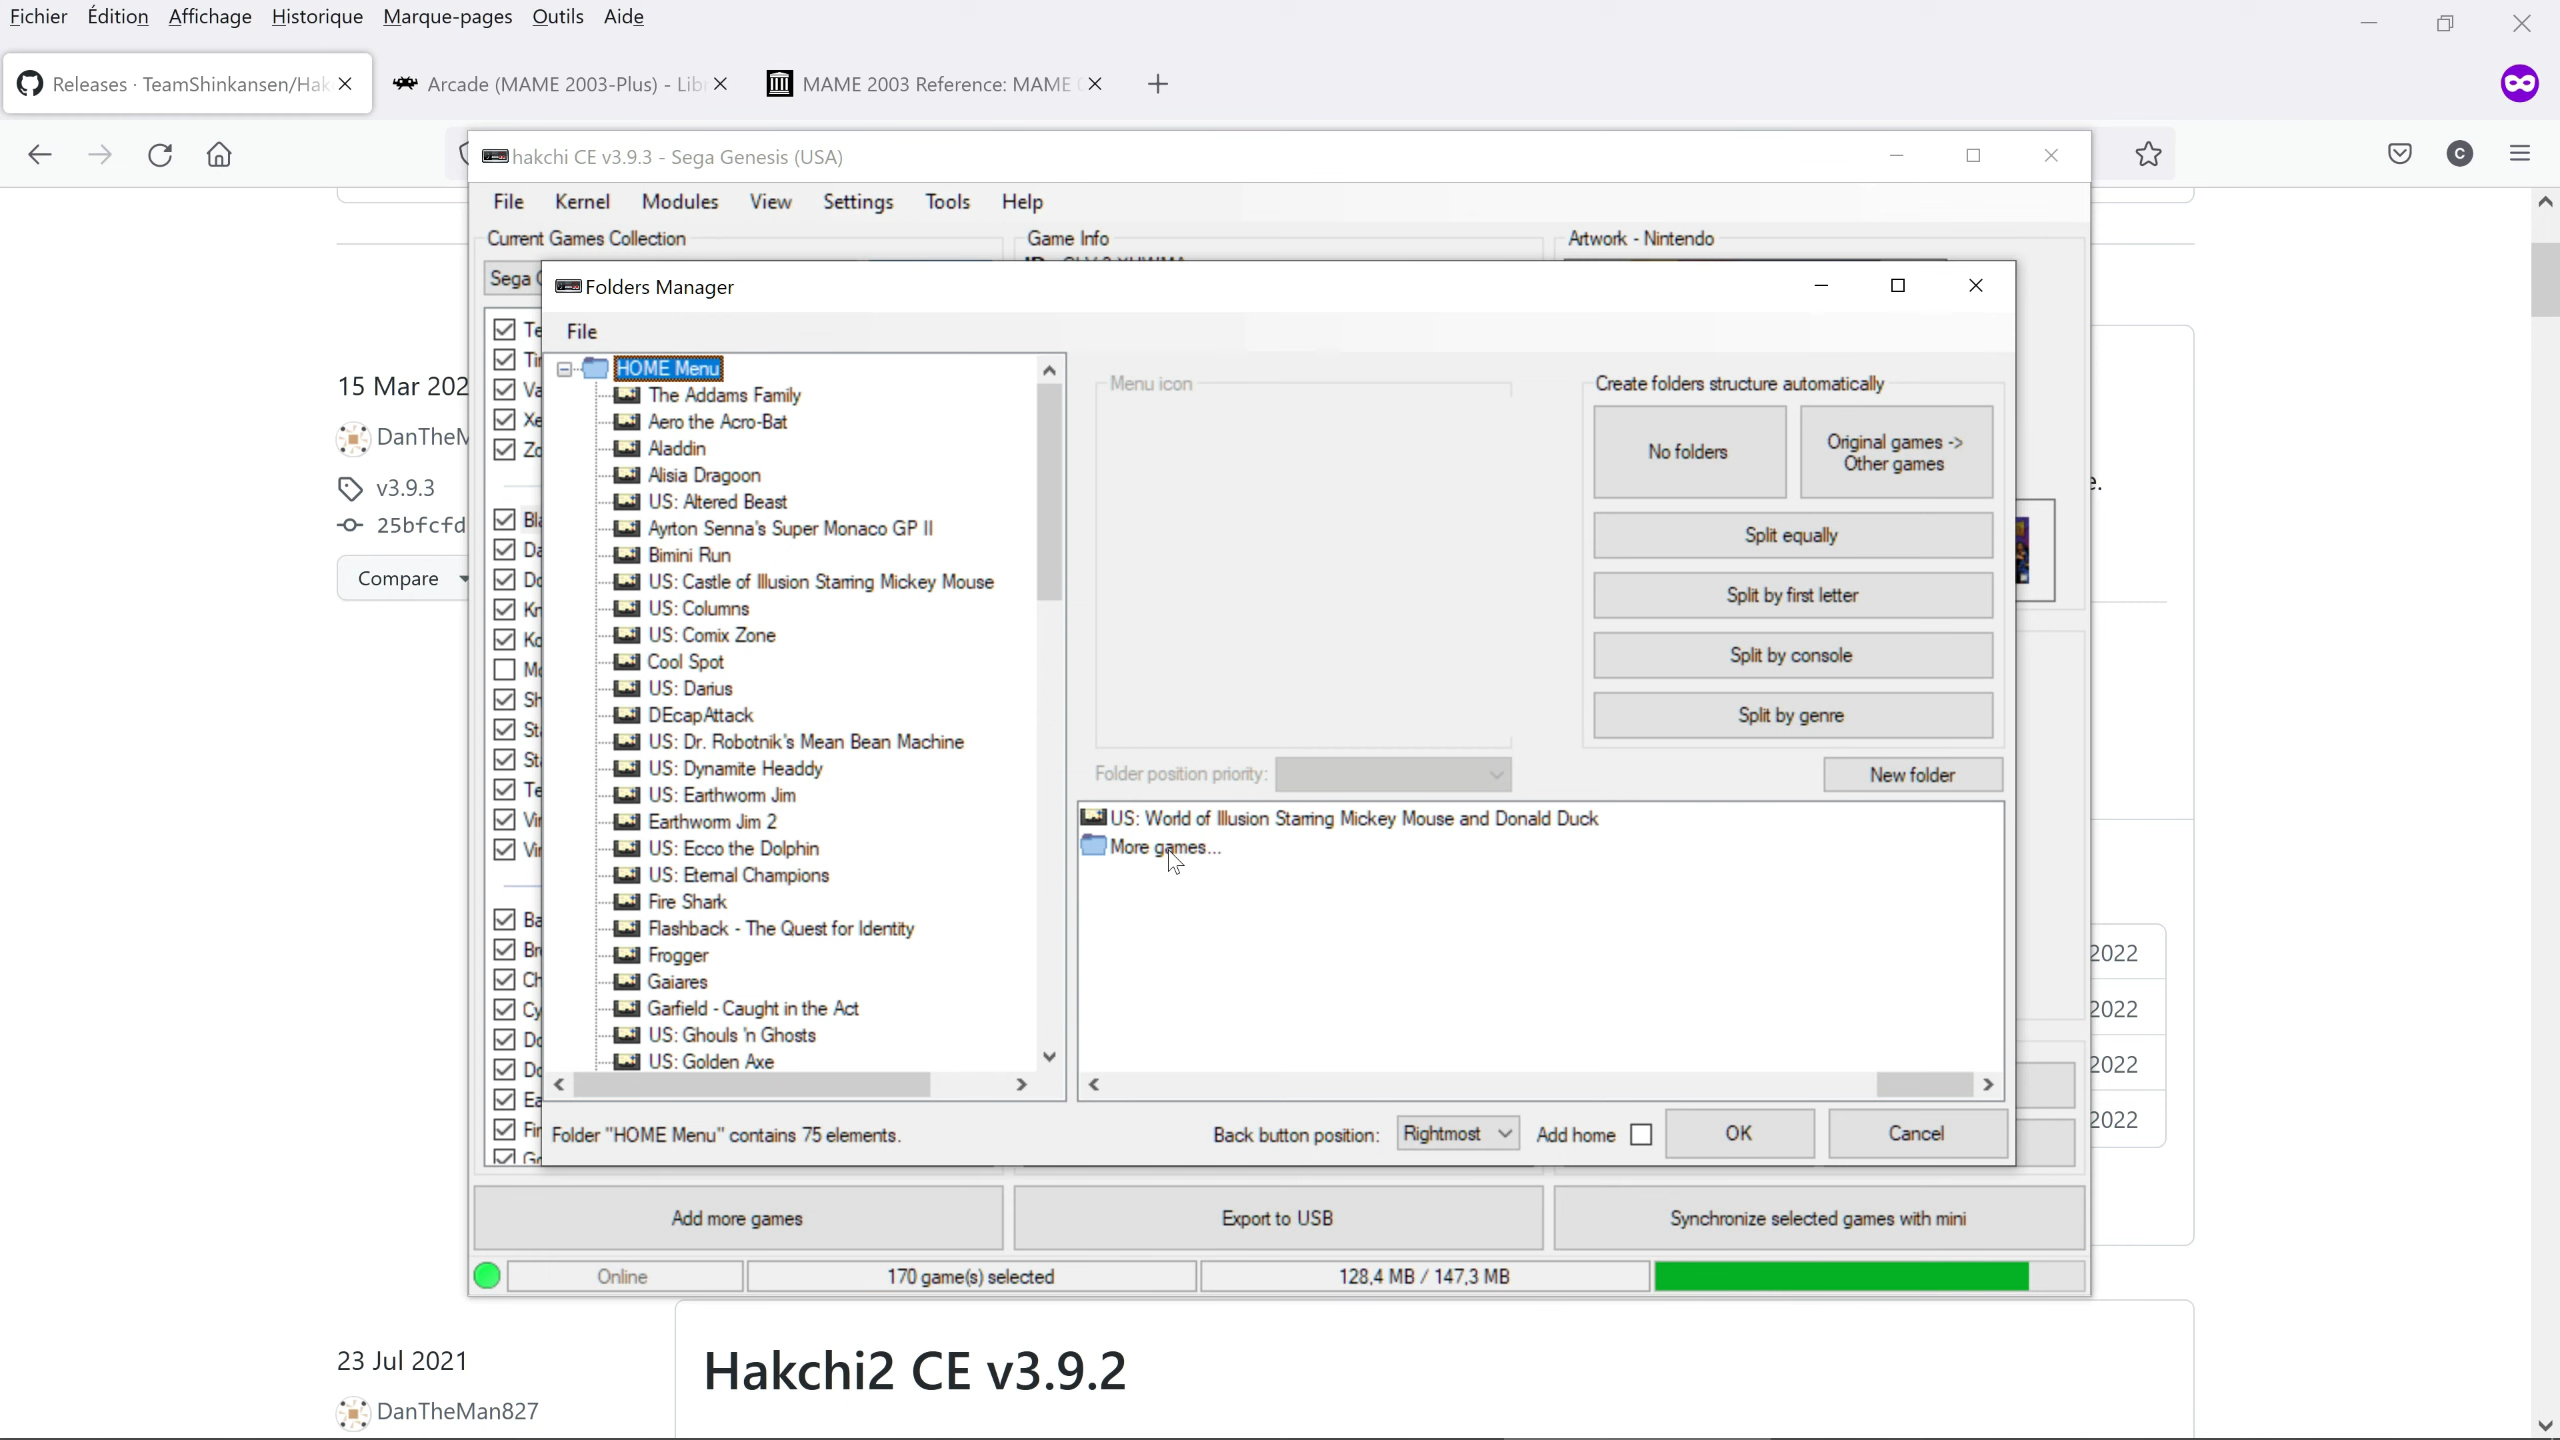 Fichier Édition Affichage Historique Marque-pages Outils Aide
Releases · TeamShinkansen/Hak
Arcade (MAME 2003-Plus) - Lib
MAME 2003 Reference: MAME
hakchi CE v3.9.3 - Sega Genesis (USA)
C
File Kernel Modules View Settings Tools Help
Current Games Collection
Game Info
Artwork - Nintendo
Sega
Folders Manager
File
HOME Menu
The Addams Family
Aero the Acro-Bat
Aladdin
Alisia Dragoon
US: Altered Beast
Ayrton Senna's Super Monaco GP II
Bimini Run
US: Castle of Illusion Starring Mickey Mouse
US: Columns
US: Comix Zone
Cool Spot
US: Darius
DEcapAttack
US: Dr. Robotnik's Mean Bean Machine
US: Dynamite Headdy
US: Earthworm Jim
Earthworm Jim 2
US: Ecco the Dolphin
US: Eternal Champions
Fire Shark
Flashback - The Quest for Identity
Frogger
Gaiares
Garfield - Caught in the Act
US: Ghouls 'n Ghosts
US: Golden Axe
Menu icon
Create folders structure automatically
No folders
Original games ->
Other games
Split equally
Split by first letter
Split by console
Split by genre
Folder position priority:
New folder
US: World of Illusion Starring Mickey Mouse and Donald Duck
More games...
Folder "HOME Menu" contains 75 elements.
Back button position: Rightmost
Add home
OK
Cancel
15 Mar 202
DanTheM
v3.9.3
25bfcfd
Compare
e.
2022
2022
2022
2022
Add more games
Export to USB
Synchronize selected games with mini
Online
170 game(s) selected
128,4 MB / 147,3 MB
23 Jul 2021
Hakchi2 CE v3.9.2
DanTheMan827